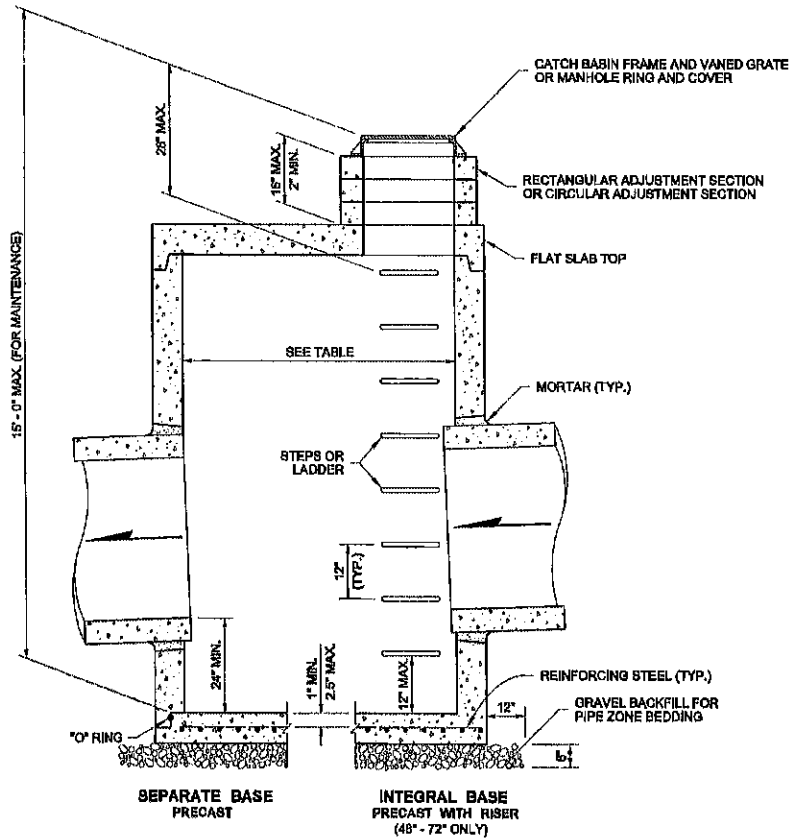 CATCH BASIN FRAME AND VANED GRATE
OR MANHOLE RING AND COVER
28" MAX.
16" MAX.
2" MIN.
RECTANGULAR ADJUSTMENT SECTION
OR CIRCULAR ADJUSTMENT SECTION
FLAT SLAB TOP
15' - 0" MAX. (FOR MAINTENANCE)
SEE TABLE
MORTAR (TYP.)
STEPS OR
LADDER
12"
(TYP.)
24" MIN.
1" MIN.
2.5" MAX.
12" MAX.
REINFORCING STEEL (TYP.)
12"
GRAVEL BACKFILL FOR
PIPE ZONE BEDDING
"O" RING
SEPARATE BASE
PRECAST
INTEGRAL BASE
PRECAST WITH RISER
(48" - 72" ONLY)